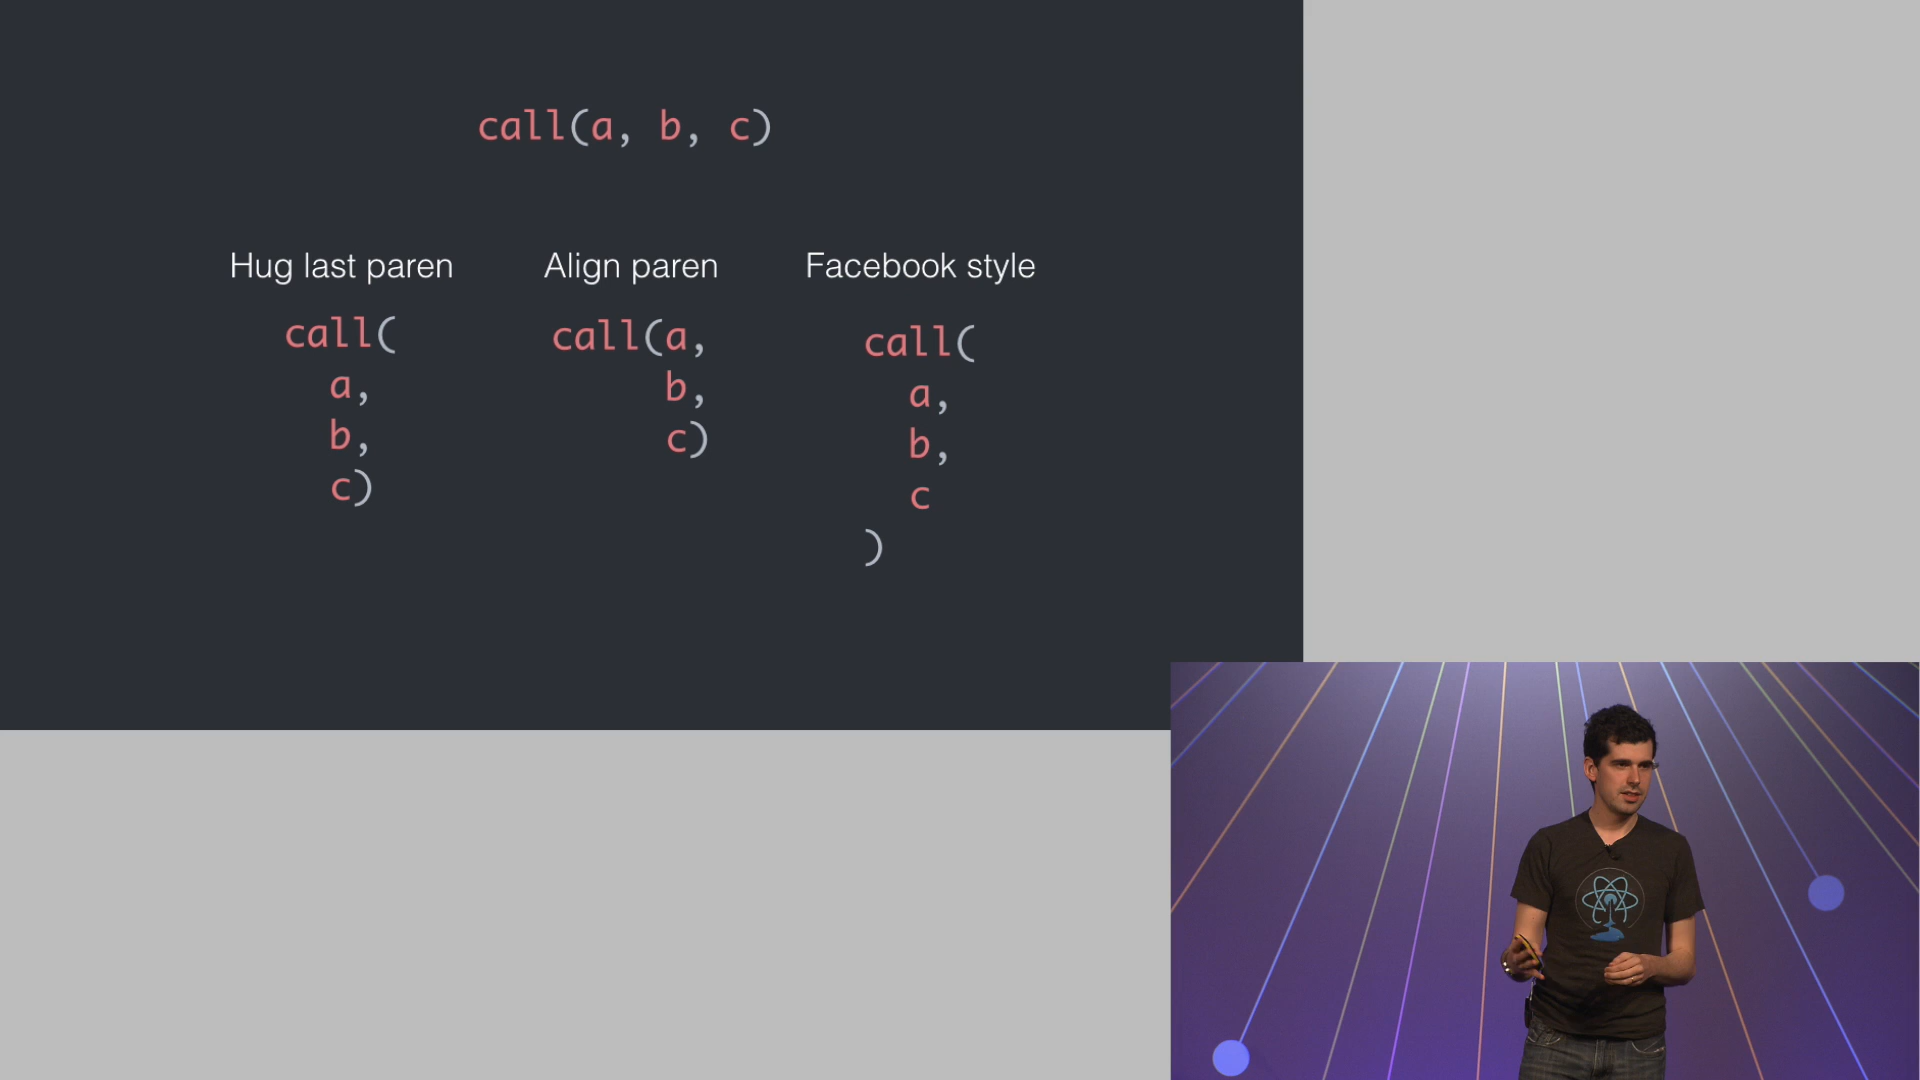 call(a, b, c)
Hug last paren
call(
  a,
  b,
  c)
Align paren
call(a,
     b,
     c)
Facebook style
call(
  a,
  b,
  c
)